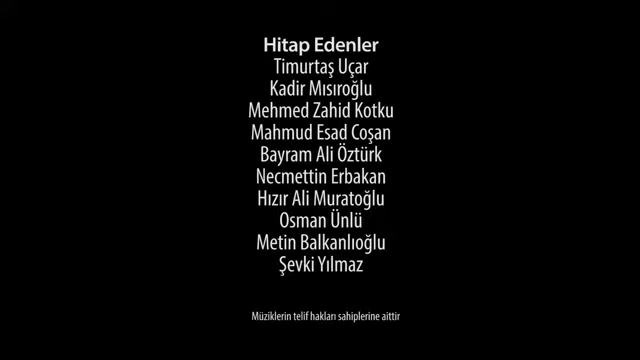 Hitap Edenler
Timurtaş Uçar
Kadir Mısıroğlu
Mehmed Zahid Kotku
Mahmud Esad Coşan
Bayram Ali Öztürk
Necmettin Erbakan
Hızır Ali Muratoğlu
Osman Ünlü
Metin Balkanlıoğlu
Şevki Yılmaz
Müziklerin telif hakları sahiplerine aittir